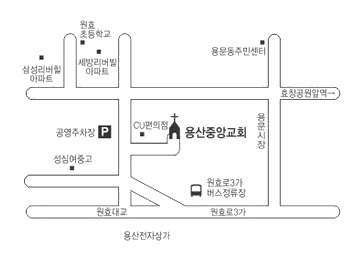 원효
초등학교
용문동주민센터
세방리버빌
아파트
삼성리버힐
아파트
효창공원앞역→
CU편의점
공영주차장 P
용산중앙교회
용문시장
성심여중고
원효로3가
버스정류장
원효대교
원효로3가
용산전자상가